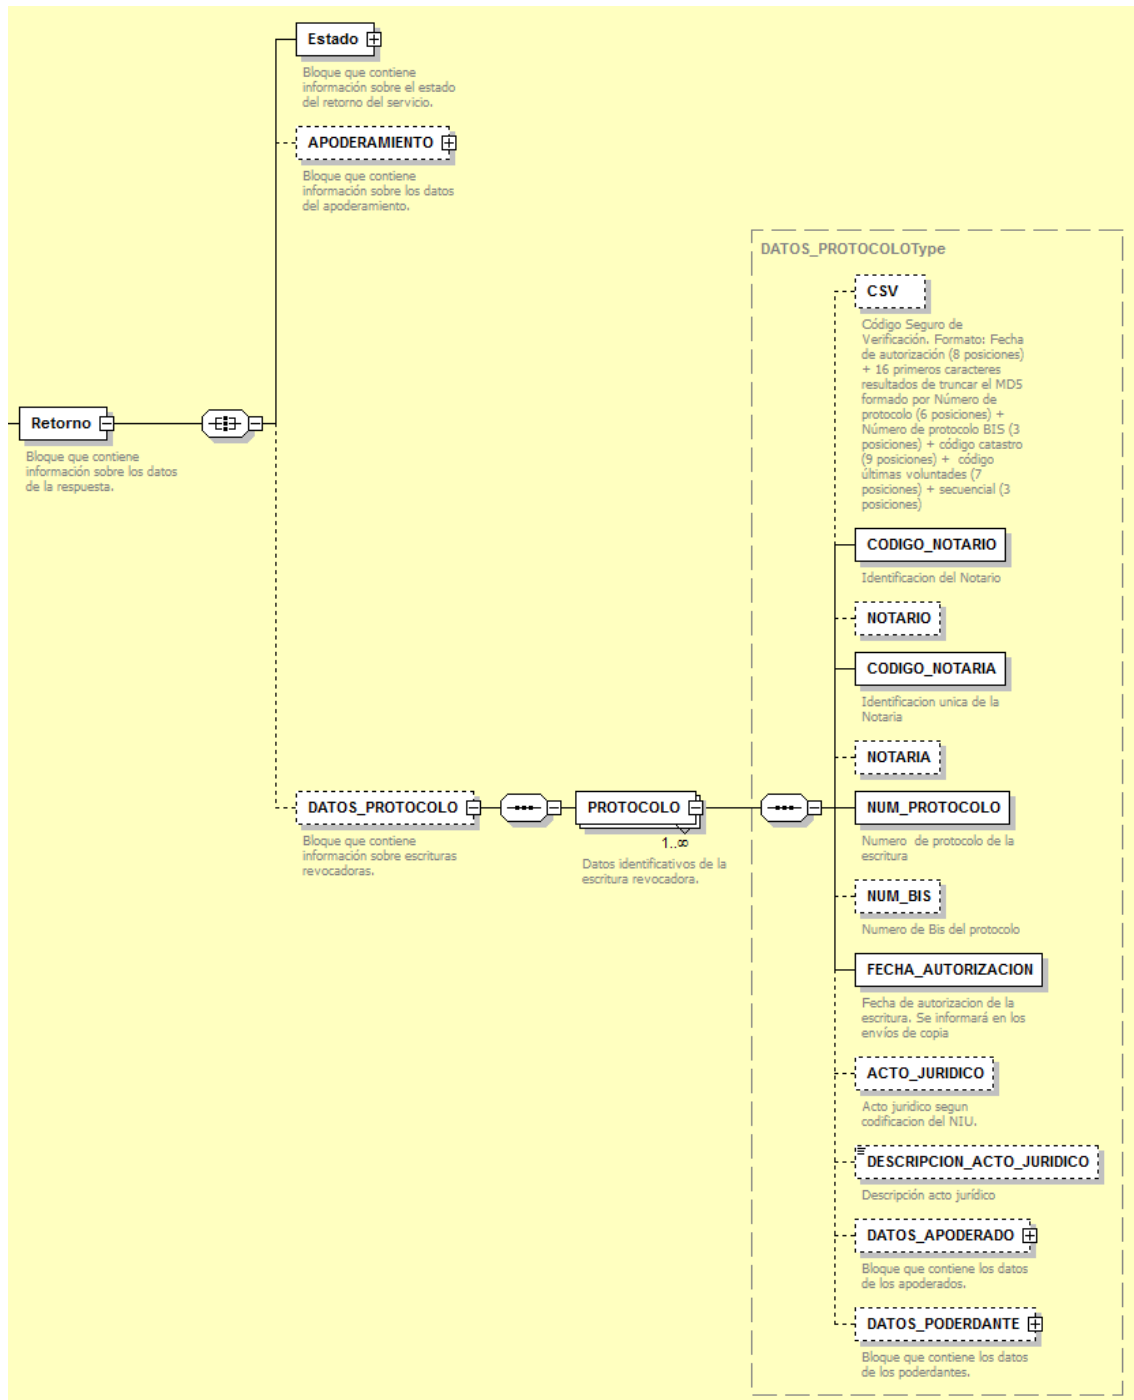 Estado
Bloque que contiene
información sobre el estado
del retorno del servicio.
APODERAMIENTO
Bloque que contiene
información sobre los datos
del apoderamiento.
Retorno
Bloque que contiene
información sobre los datos
de la respuesta.
DATOS_PROTOCOLO
Bloque que contiene
información sobre escrituras
revocadoras.
PROTOCOLO
1..∞
Datos identificativos de la
escritura revocadora.
DATOS_PROTOCOLOType
CSV
Código Seguro de
Verificación. Formato: Fecha
de autorización (8 posiciones)
+ 16 primeros caracteres
resultados de truncar el MD5
formado por Número de
protocolo (6 posiciones) +
Número de protocolo BIS (3
posiciones) + código catastro
(9 posiciones) +  código
últimas voluntades (7
posiciones) + secuencial (3
posiciones)
CODIGO_NOTARIO
Identificacion del Notario
NOTARIO
CODIGO_NOTARIA
Identificacion unica de la
Notaria
NOTARIA
NUM_PROTOCOLO
Numero  de protocolo de la
escritura
NUM_BIS
Numero de Bis del protocolo
FECHA_AUTORIZACION
Fecha de autorizacion de la
escritura. Se informará en los
envíos de copia
ACTO_JURIDICO
Acto juridico segun
codificacion del NIU.
DESCRIPCION_ACTO_JURIDICO
Descripción acto jurídico
DATOS_APODERADO
Bloque que contiene los datos
de los apoderados.
DATOS_PODERDANTE
Bloque que contiene los datos
de los poderdantes.